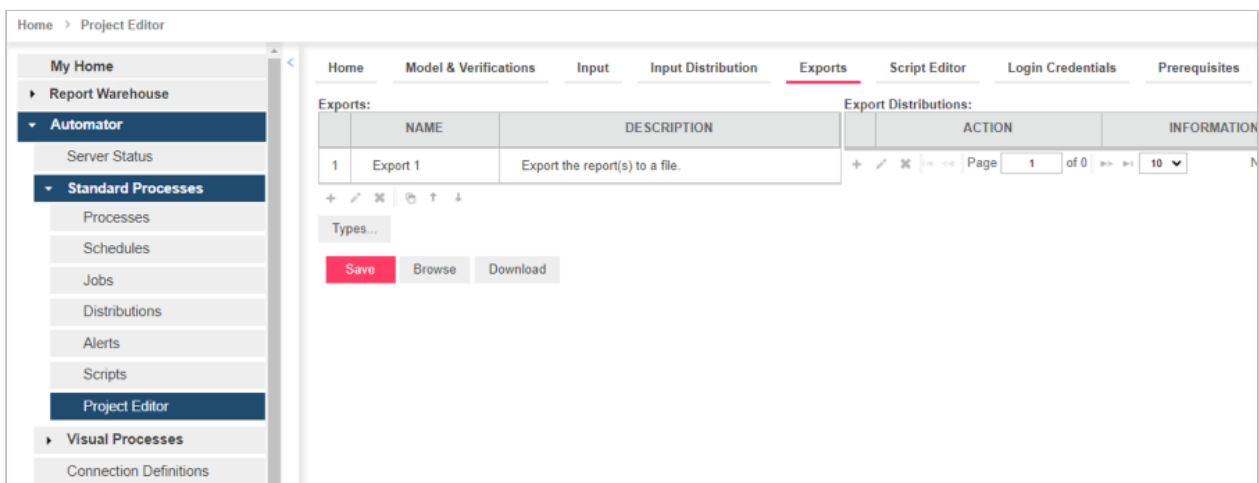 Home > Project Editor
My Home
Report Warehouse
Automator
Server Status
Standard Processes
Processes
Schedules
Jobs
Distributions
Alerts
Scripts
Project Editor
Visual Processes
Connection Definitions
Home Model & Verifications Input Input Distribution Exports Script Editor Login Credentials Prerequisites
Exports:
NAME DESCRIPTION
1 Export 1 Export the report(s) to a file.
Types...
Save Browse Download
Export Distributions:
ACTION INFORMATION
Page 1 of 0 10 N